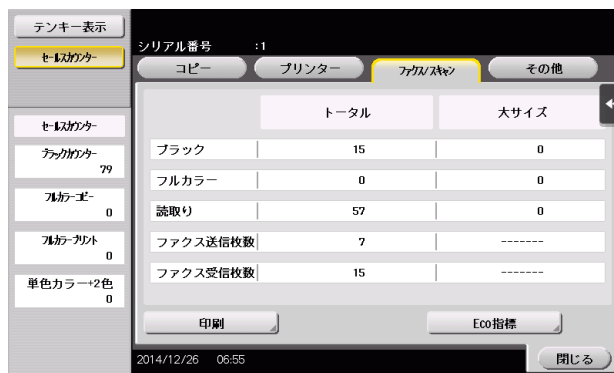 テンキー表示
セールスカウンター
シリアル番号 :1
コピー プリンター ファクス/スキャン その他
トータル 大サイズ
セールスカウンター
ブラックカウンター
79
フルカラーコピー
0
フルカラープリント
0
単色カラー+2色
0
ブラック 15 0
フルカラー 0 0
読取り 57 0
ファクス送信枚数 7 -------
ファクス受信枚数 15 -------
印刷 Eco指標
2014/12/26 06:55 閉じる